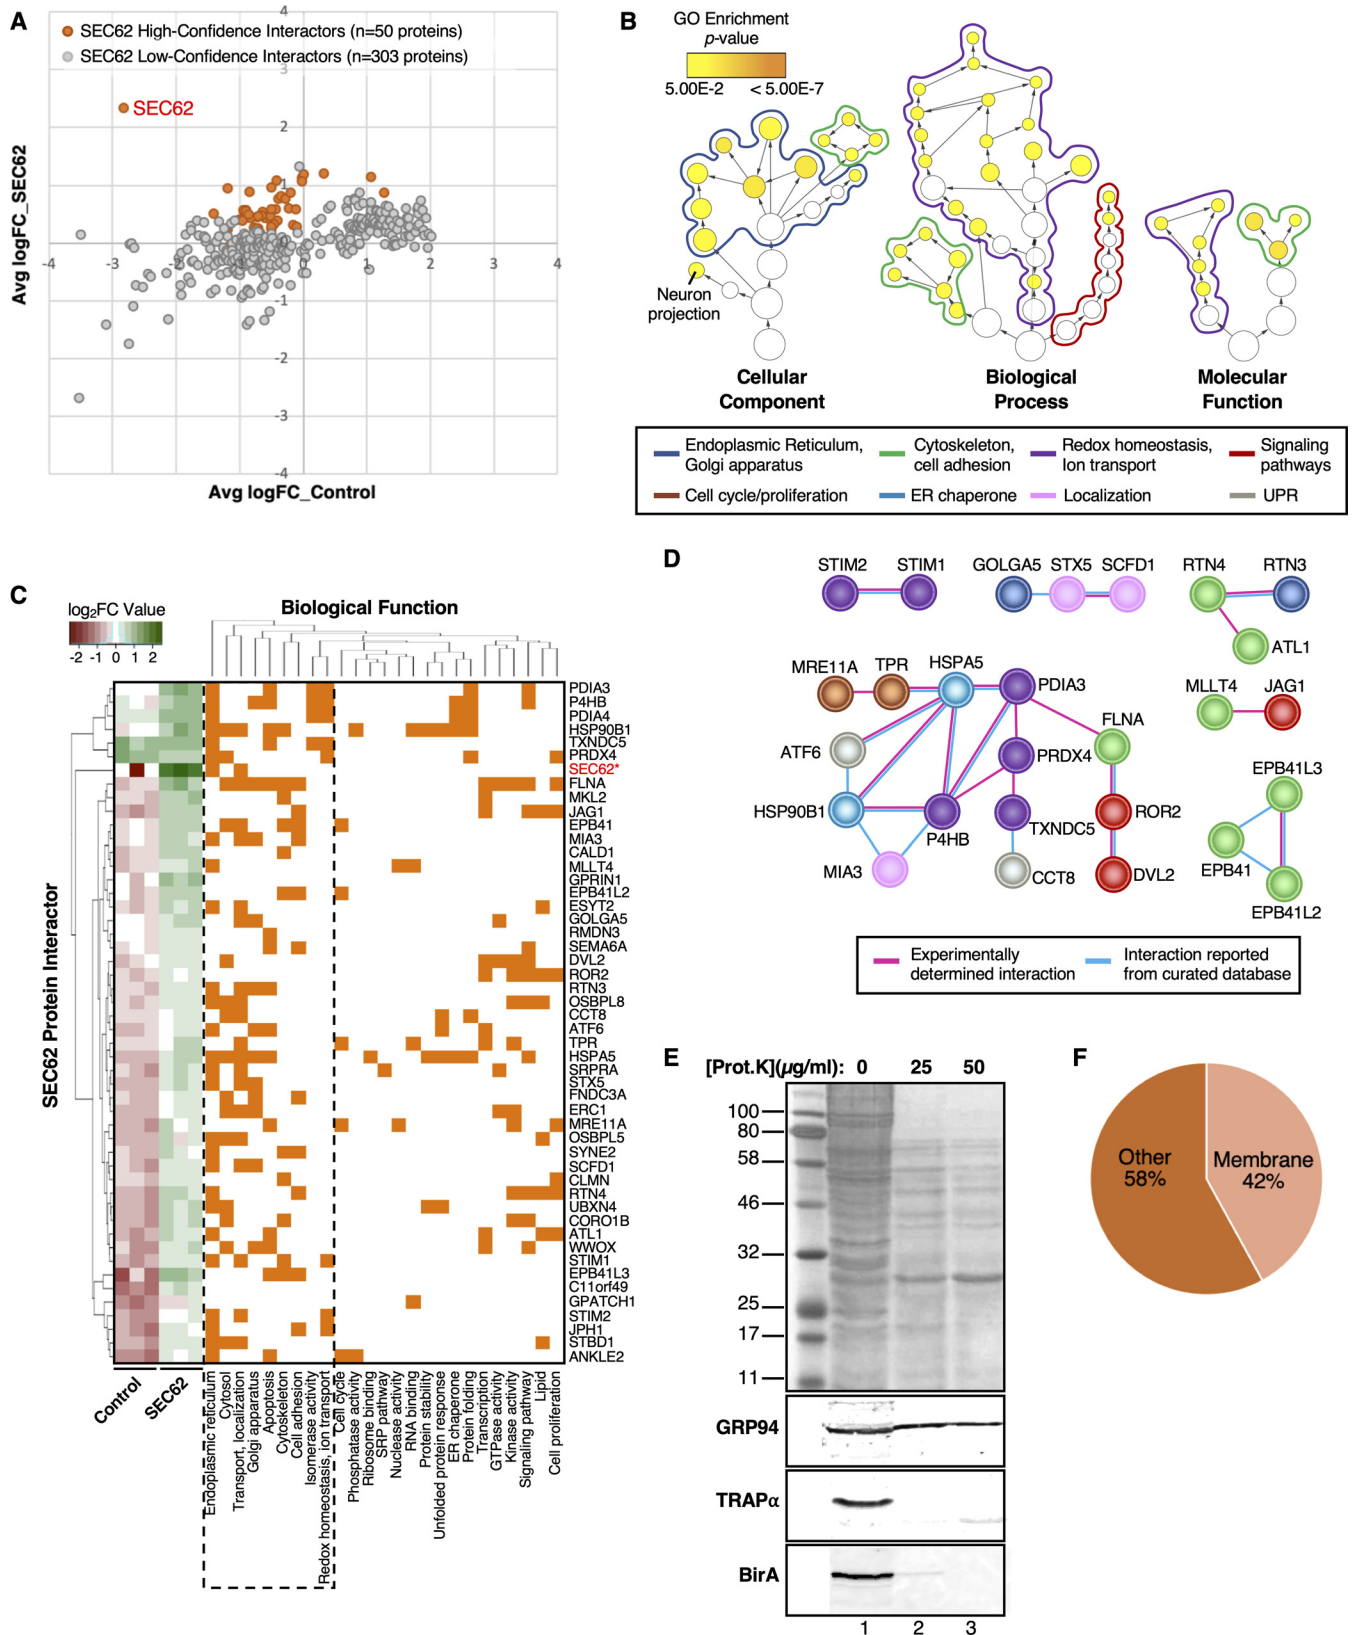 A
4
SEC62 High-Confidence Interactors (n=50 proteins)
SEC62 Low-Confidence Interactors (n=303 proteins)
3
SEC62
2
1
0
-4
-3
-2
-1
0
1
2
3
4
-1
-2
-3
-4
Avg logFC_SEC62
Avg logFC_Control
B
GO Enrichment
p-value
5.00E-2
< 5.00E-7
Neuron
projection
Cellular
Component
Biological
Process
Molecular
Function
Endoplasmic Reticulum,
Golgi apparatus
Cytoskeleton,
cell adhesion
Redox homeostasis,
Ion transport
Signaling
pathways
Cell cycle/proliferation
ER chaperone
Localization
UPR
C
log2FC Value
-2 -1 0 1 2
Biological Function
SEC62 Protein Interactor
PDIA3
P4HB
PDIA4
HSP90B1
TXNDC5
PRDX4
SEC62*
FLNA
MKL2
JAG1
EPB41
MIA3
CALD1
MLLT4
GPRIN1
EPB41L2
ESYT2
GOLGA5
RMDN3
SEMA6A
DVL2
ROR2
RTN3
OSBPL8
CCT8
ATF6
TPR
HSPA5
SRPRA
STX5
FNDC3A
ERC1
MRE11A
OSBPL5
SYNE2
SCFD1
CLMN
RTN4
UBXN4
CORO1B
ATL1
WWOX
STIM1
EPB41L3
C11orf49
GPATCH1
STIM2
JPH1
STBD1
ANKLE2
Control
SEC62
Endoplasmic reticulum
Cytosol
Transport, localization
Golgi apparatus
Apoptosis
Cytoskeleton
Cell adhesion
Isomerase activity
Redox homeostasis, ion transport
Cell cycle
Phosphatase activity
Ribosome binding
SRP pathway
Nuclease activity
RNA binding
Protein stability
Unfolded protein response
ER chaperone
Protein folding
Transcription
GTPase activity
Kinase activity
Signaling pathway
Lipid
Cell proliferation
D
STIM2
STIM1
GOLGA5
STX5
SCFD1
RTN4
RTN3
ATL1
MRE11A
TPR
HSPA5
PDIA3
MLLT4
JAG1
ATF6
PRDX4
FLNA
HSP90B1
P4HB
TXNDC5
ROR2
EPB41L3
MIA3
CCT8
DVL2
EPB41
EPB41L2
Experimentally
determined interaction
Interaction reported
from curated database
E
[Prot.K](µg/ml): 0 25 50
100
80
58
46
32
25
17
11
GRP94
TRAPα
BirA
1 2 3
F
Other
58%
Membrane
42%